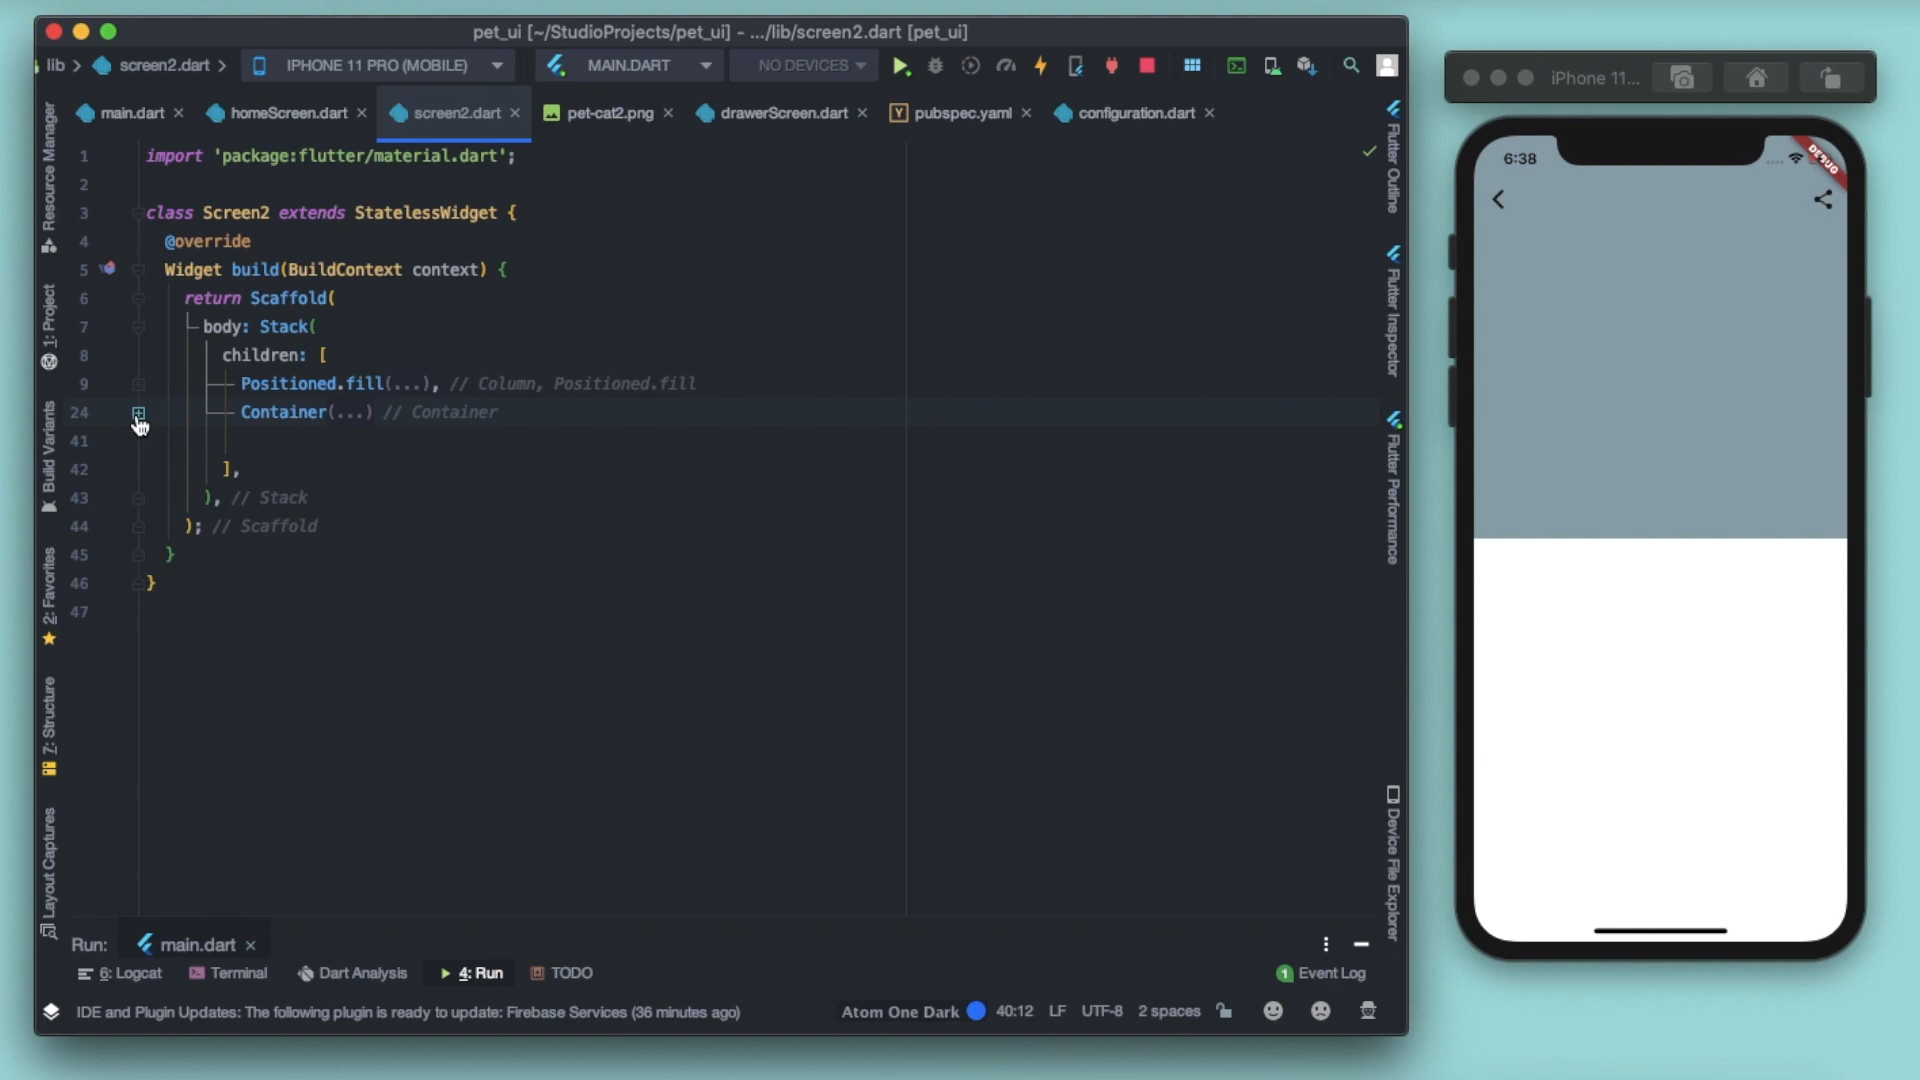 pet_ui [~/StudioProjects/pet_ui] - .../lib/screen2.dart [pet_ui]
lib > screen2.dart > IPHONE 11 PRO (MOBILE) MAIN.DART NO DEVICES
main.dart × homeScreen.dart × screen2.dart × pet-cat2.png × drawerScreen.dart × pubspec.yaml × configuration.dart ×
Resource Manager
1: Project
Build Variants
2: Favorites
7: Structure
Layout Captures
1 import 'package:flutter/material.dart';
2
3 class Screen2 extends StatelessWidget {
4 @override
5 Widget build(BuildContext context) {
6 return Scaffold(
7 body: Stack(
8 children: [
9 Positioned.fill(...), // Column, Positioned.fill
24 Container(...) // Container
41
42 ],
43 ), // Stack
44 ); // Scaffold
45 }
46 }
47
Flutter Outline
Flutter Inspector
Flutter Performance
Device File Explorer
Run: main.dart ×
6: Logcat Terminal Dart Analysis 4: Run TODO 1 Event Log
IDE and Plugin Updates: The following plugin is ready to update: Firebase Services (36 minutes ago) Atom One Dark 40:12 LF UTF-8 2 spaces
iPhone 11...
6:38
DEBUG